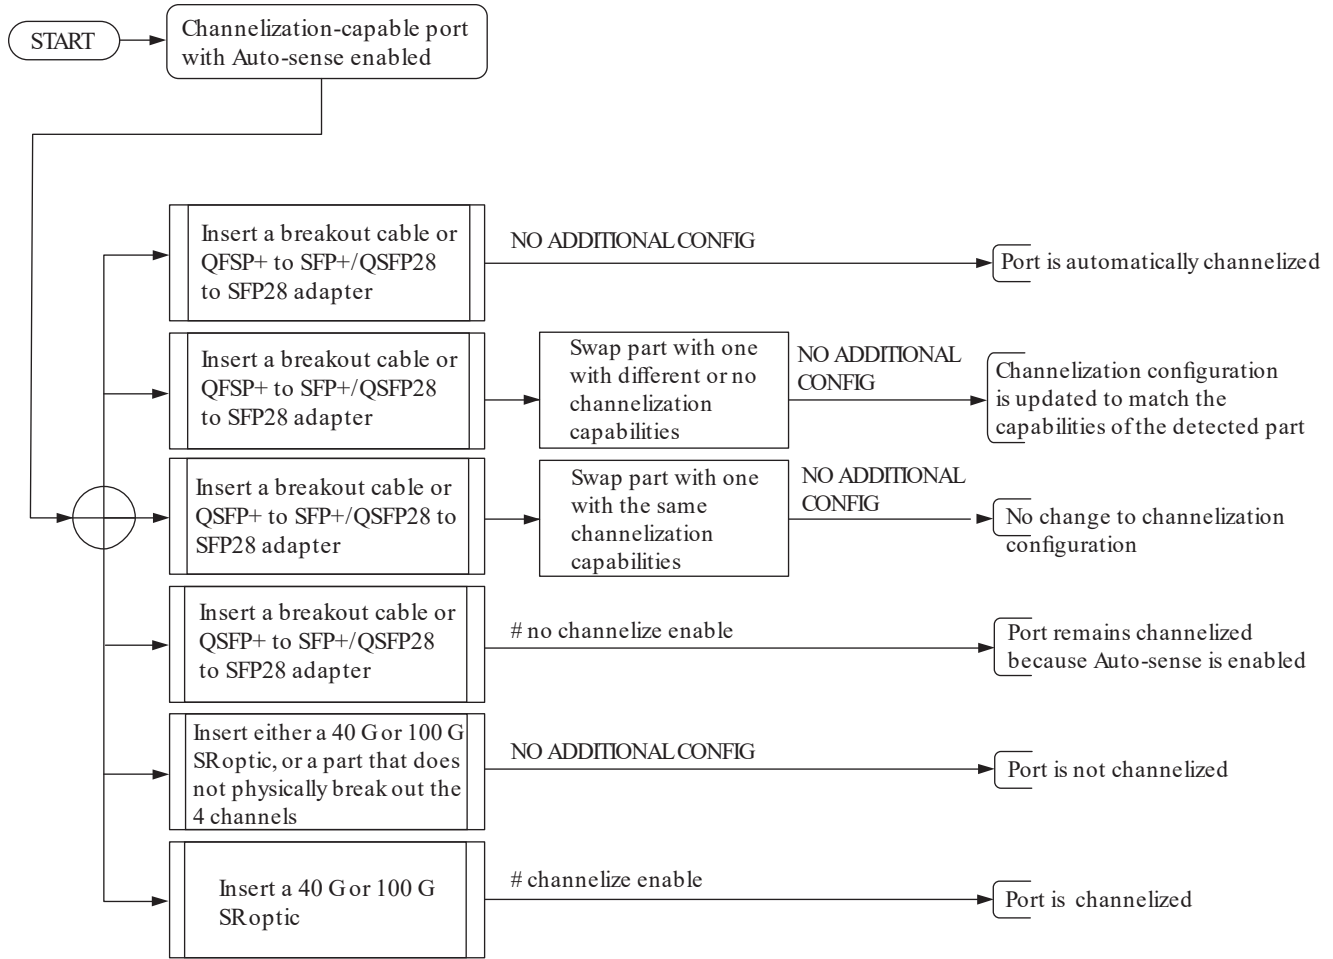 START
Channelization-capable port
with Auto-sense enabled
Insert a breakout cable or
QFSP+ to SFP+/QSFP28
to SFP28 adapter
NO ADDITIONAL CONFIG
Port is automatically channelized
Insert a breakout cable or
QFSP+ to SFP+/QSFP28
to SFP28 adapter
Swap part with one
with different or no
channelization
capabilities
NO ADDITIONAL
CONFIG
Channelization configuration
is updated to match the
capabilities of the detected part
Insert a breakout cable or
QSFP+ to SFP+/QSFP28 to
SFP28 adapter
Swap part with one
with the same
channelization
capabilities
NO ADDITIONAL
CONFIG
No change to channelization
configuration
Insert a breakout cable or
QSFP+ to SFP+/QSFP28
to SFP28 adapter
# no channelize enable
Port remains channelized
because Auto-sense is enabled
Insert either a 40 G or 100 G
SR optic, or a part that does
not physically break out the
4 channels
NO ADDITIONAL CONFIG
Port is not channelized
Insert a 40 G or 100 G
SR optic
# channelize enable
Port is channelized